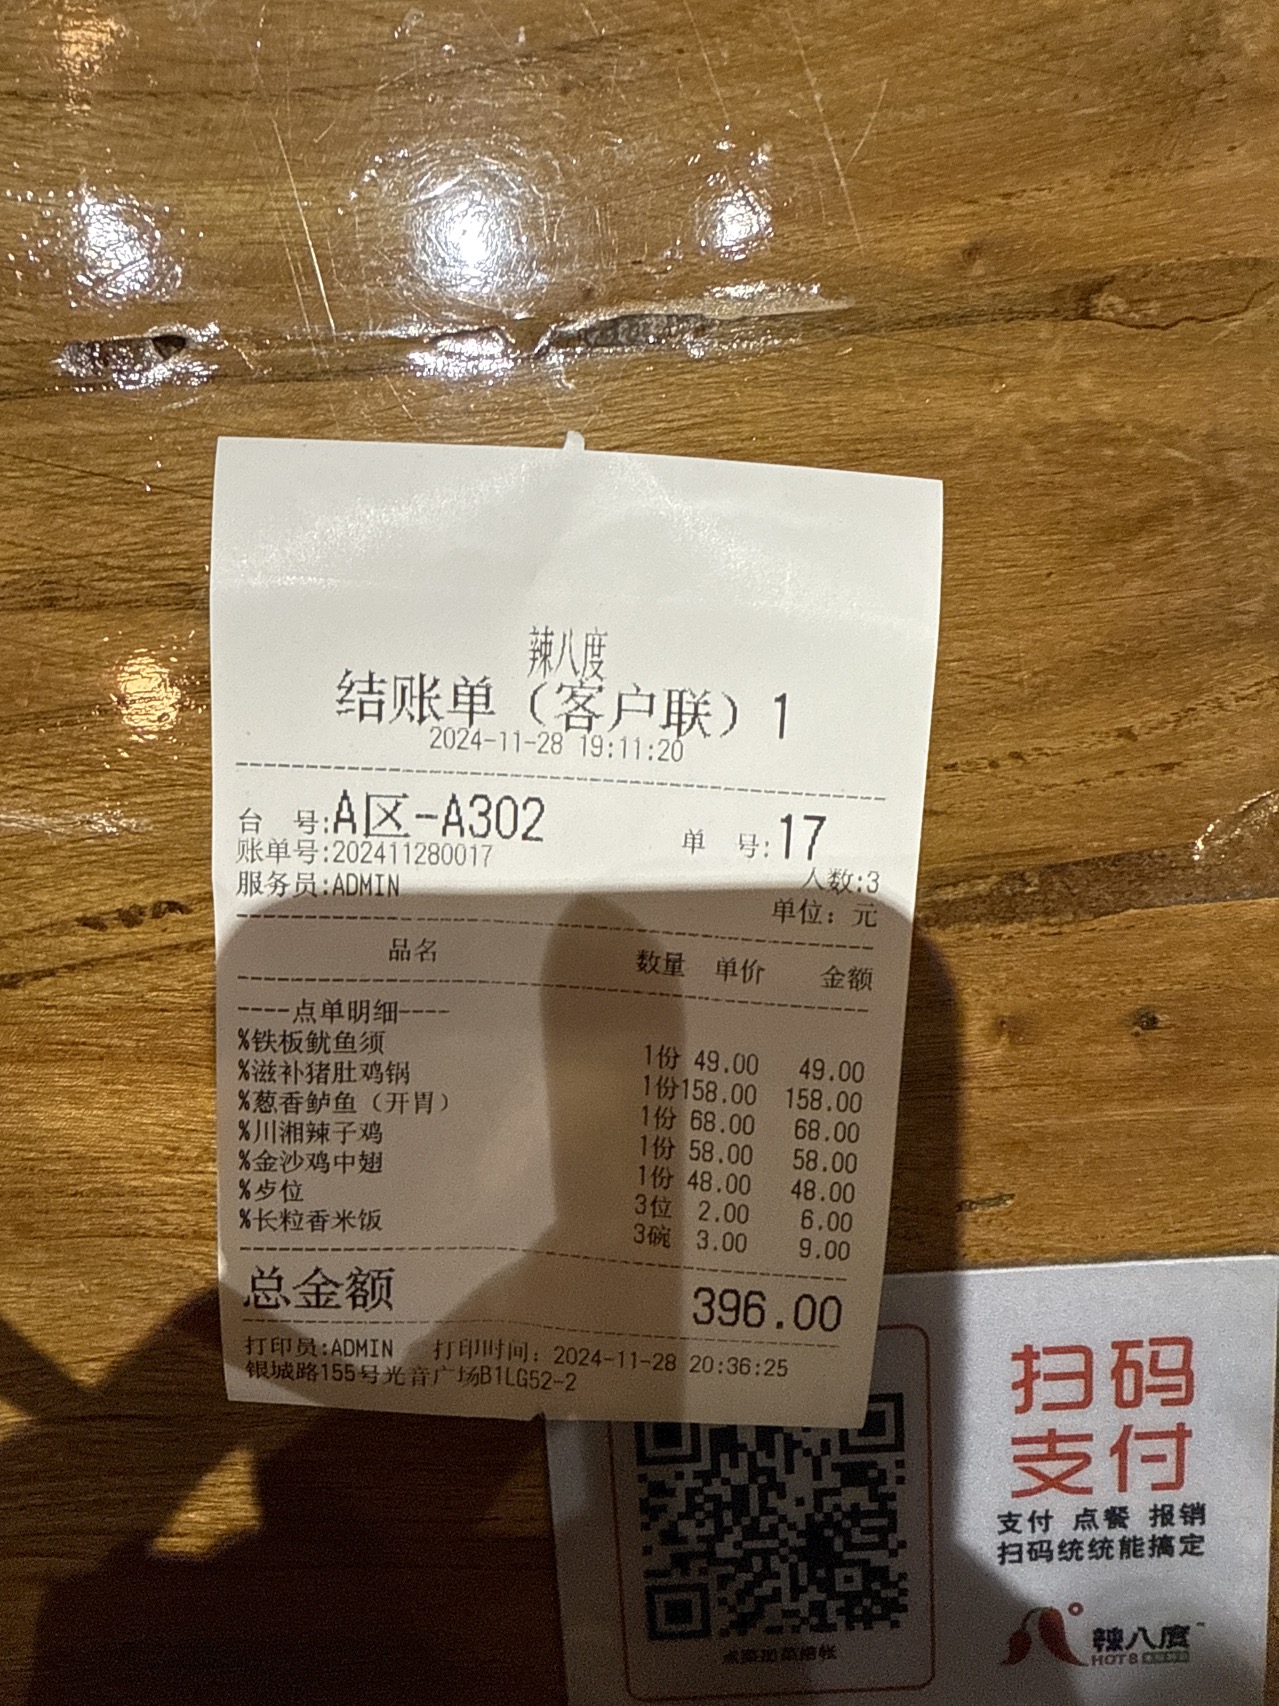 辣八度
结账单（客户联）1
2024-11-28 19:11:20
台 号:A区-A302 单 号:17
账单号:202411280017
服务员:ADMIN 人数:3
单位：元
品名 数量 单价 金额
----点单明细----
%铁板鱿鱼须 1份 49.00 49.00
%滋补猪肚鸡锅 1份158.00 158.00
%葱香鲈鱼（开胃） 1份 68.00 68.00
%川湘辣子鸡 1份 58.00 58.00
%金沙鸡中翅 1份 48.00 48.00
%歺位 3位 2.00 6.00
%长粒香米饭 3碗 3.00 9.00
总金额 396.00
打印员:ADMIN 打印时间：2024-11-28 20:36:25
银城路155号光音广场B1LG52-2
扫码
支付
支付 点餐 报销
扫码统统能搞定
辣八度
HOT8
点菜加菜结帐